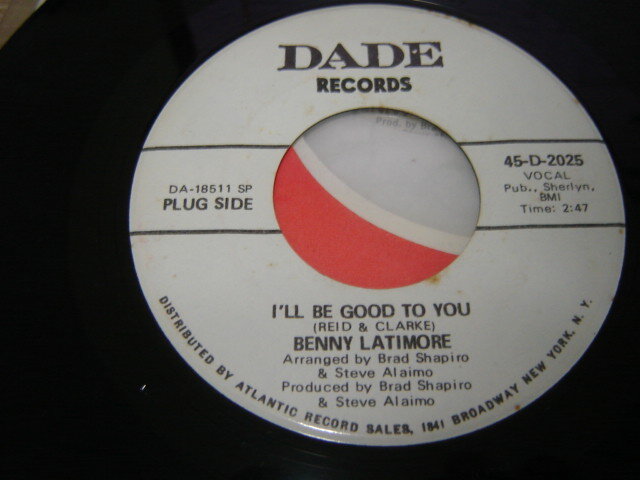 DADE
RECORDS
Prod. by
DA-18511 SP
PLUG SIDE
45-D-2025
VOCAL
Pub., Sherlyn,
BMI
Time: 2:47
I'LL BE GOOD TO YOU
(REID & CLARKE)
BENNY LATIMORE
Arranged by Brad Shapiro
& Steve Alaimo
Produced by Brad Shapiro
& Steve Alaimo
DISTRIBUTED BY ATLANTIC RECORD SALES, 1841 BROADWAY NEW YORK, N. Y.